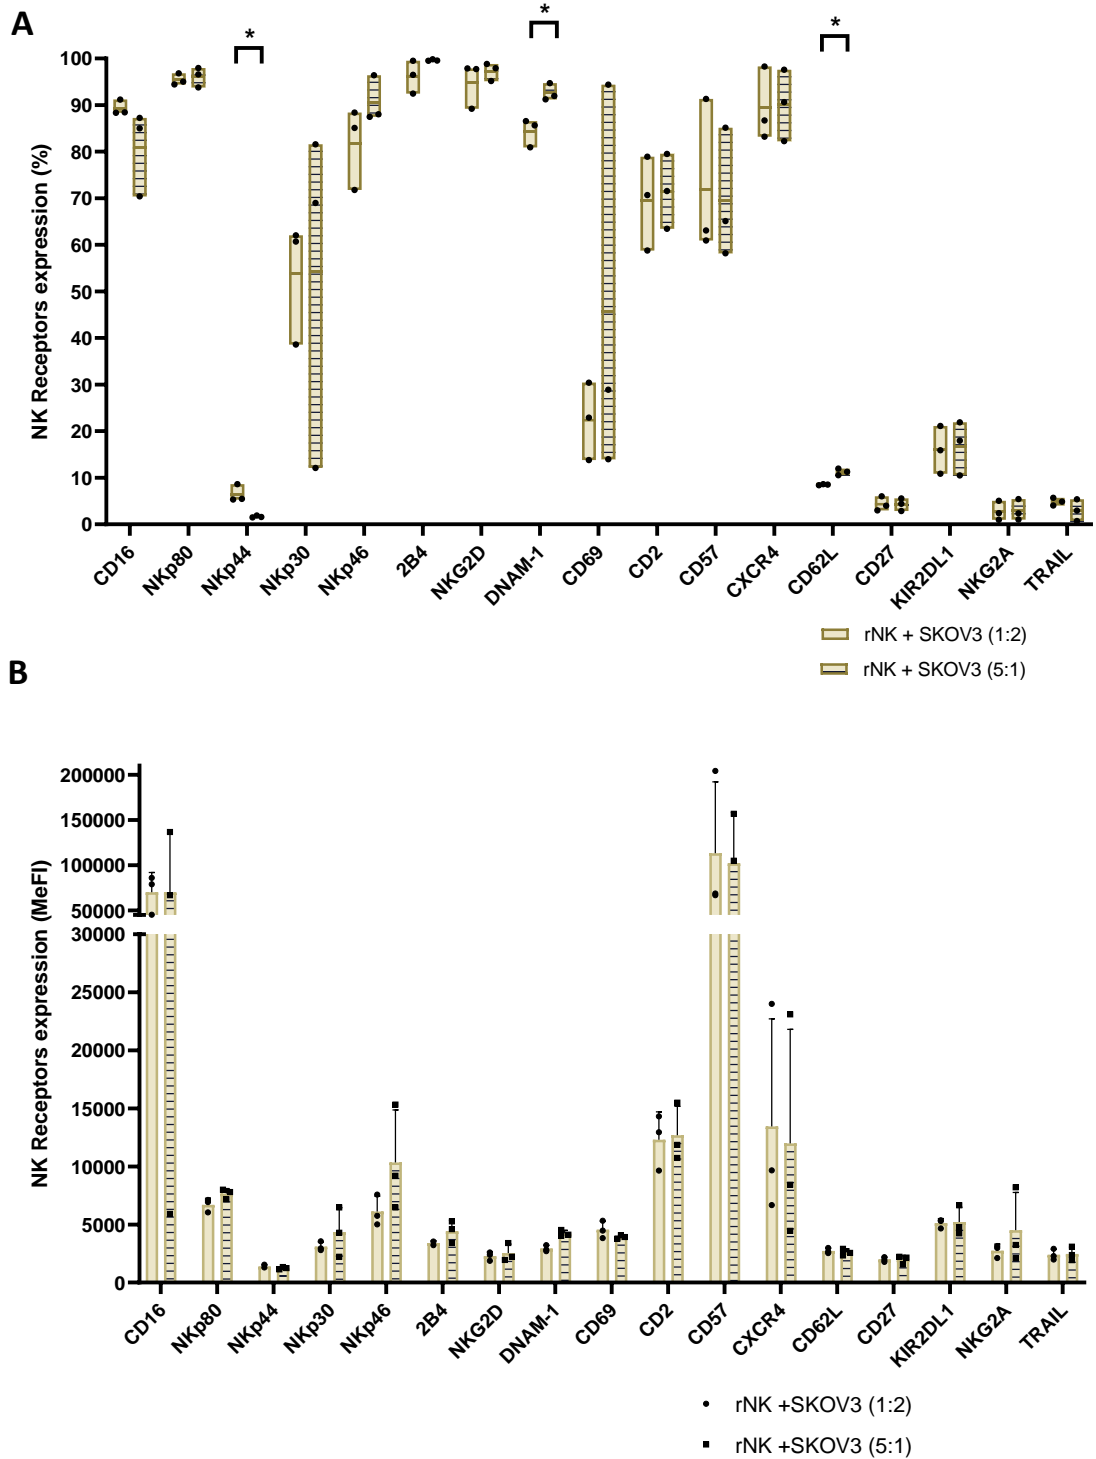 A
*
*
*
NK Receptors expression (%)
100
90
80
70
60
50
40
30
20
10
0
CD16
NKp80
NKp44
NKp30
NKp46
2B4
NKG2D
DNAM-1
CD69
CD2
CD57
CXCR4
CD62L
CD27
KIR2DL1
NKG2A
TRAIL
rNK + SKOV3 (1:2)
rNK + SKOV3 (5:1)
B
NK Receptors expression (MeFI)
200000
150000
100000
50000
30000
25000
20000
15000
10000
5000
0
CD16
NKp80
NKp44
NKp30
NKp46
2B4
NKG2D
DNAM-1
CD69
CD2
CD57
CXCR4
CD62L
CD27
KIR2DL1
NKG2A
TRAIL
rNK +SKOV3 (1:2)
rNK +SKOV3 (5:1)